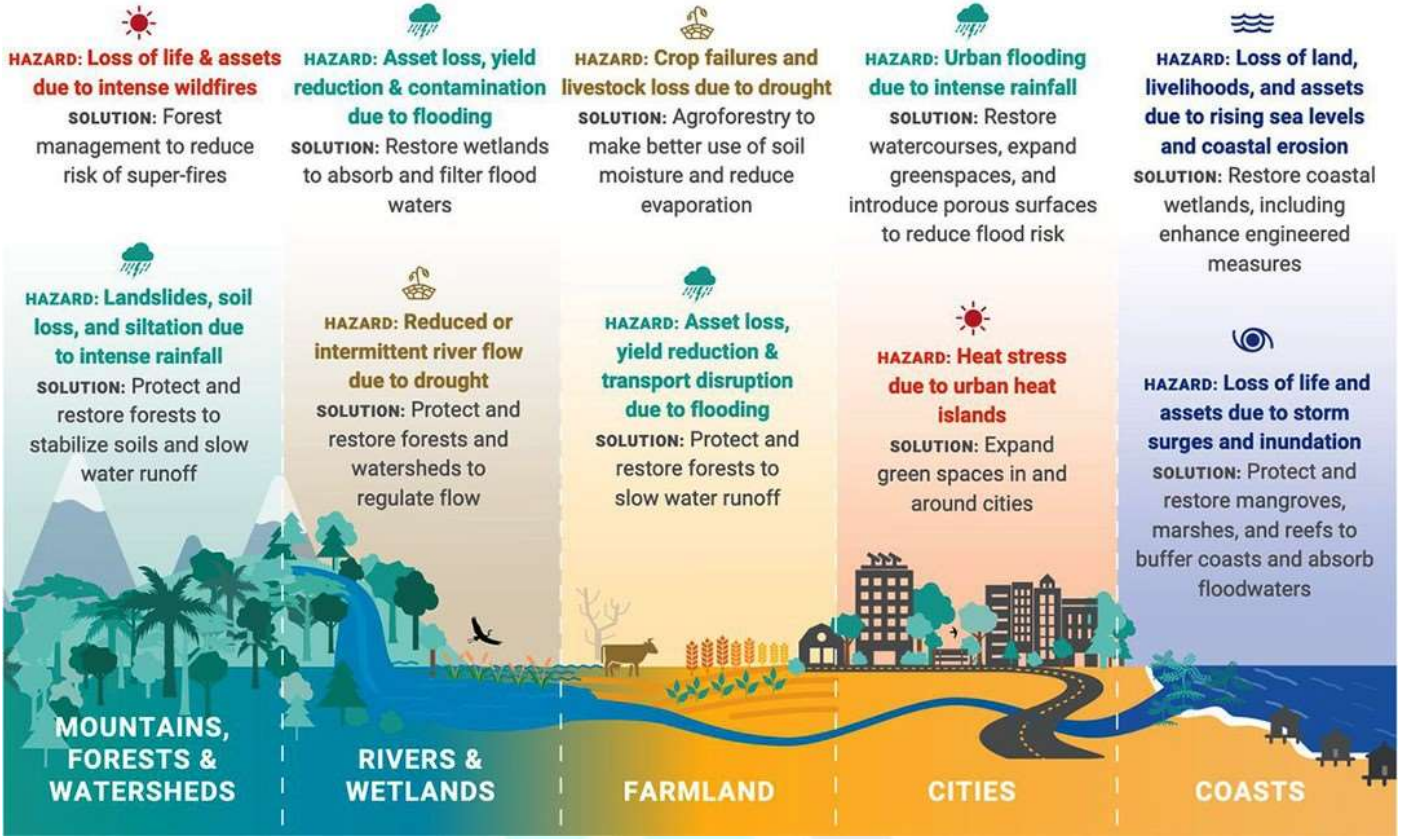 HAZARD: Loss of life & assets
due to intense wildfires
SOLUTION: Forest
management to reduce
risk of super-fires
HAZARD: Landslides, soil
loss, and siltation due
to intense rainfall
SOLUTION: Protect and
restore forests to
stabilize soils and slow
water runoff
MOUNTAINS,
FORESTS &
WATERSHEDS
HAZARD: Asset loss, yield
reduction & contamination
due to flooding
SOLUTION: Restore wetlands
to absorb and filter flood
waters
HAZARD: Reduced or
intermittent river flow
due to drought
SOLUTION: Protect and
restore forests and
watersheds to
regulate flow
RIVERS &
WETLANDS
HAZARD: Crop failures and
livestock loss due to drought
SOLUTION: Agroforestry to
make better use of soil
moisture and reduce
evaporation
HAZARD: Asset loss,
yield reduction &
transport disruption
due to flooding
SOLUTION: Protect and
restore forests to
slow water runoff
FARMLAND
HAZARD: Urban flooding
due to intense rainfall
SOLUTION: Restore
watercourses, expand
greenspaces, and
introduce porous surfaces
to reduce flood risk
HAZARD: Heat stress
due to urban heat
islands
SOLUTION: Expand
green spaces in and
around cities
CITIES
HAZARD: Loss of land,
livelihoods, and assets
due to rising sea levels
and coastal erosion
SOLUTION: Restore coastal
wetlands, including
enhance engineered
measures
HAZARD: Loss of life and
assets due to storm
surges and inundation
SOLUTION: Protect and
restore mangroves,
marshes, and reefs to
buffer coasts and absorb
floodwaters
COASTS